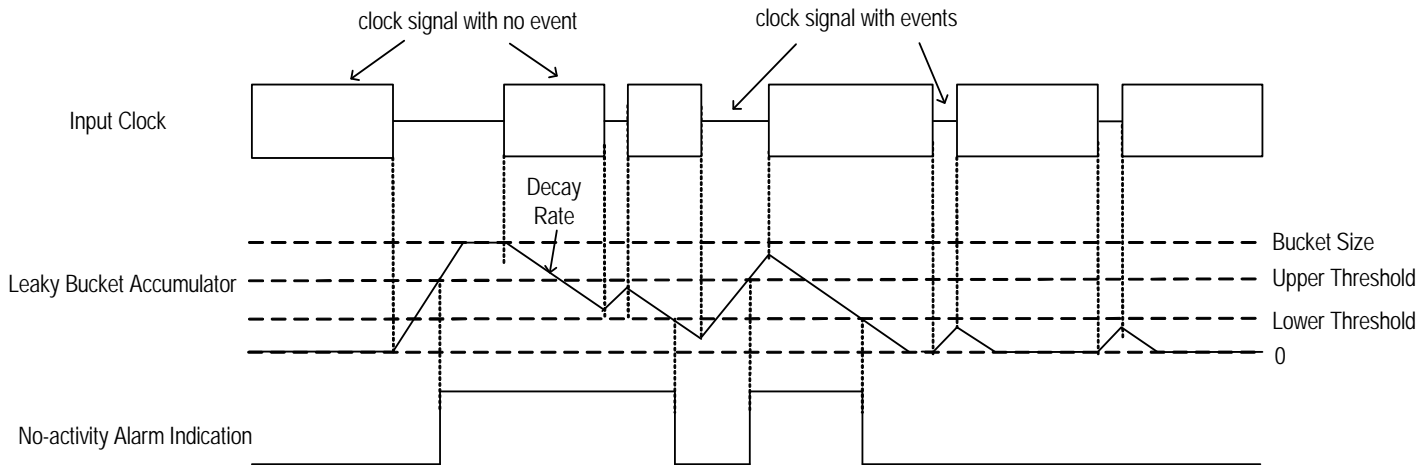 clock signal with no event
clock signal with events
Input Clock
Decay
Rate
Bucket Size
Leaky Bucket Accumulator
Upper Threshold
Lower Threshold
0
No-activity Alarm Indication